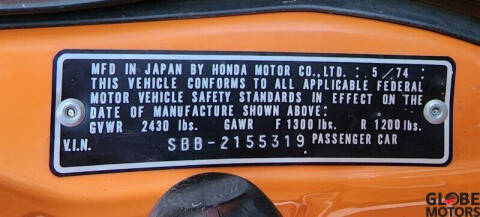 MFD IN JAPAN BY HONDA MOTOR CO., LTD. : 5 / 74 :
THIS VEHICLE CONFORMS TO ALL APPLICABLE FEDERAL
MOTOR VEHICLE SAFETY STANDARDS IN EFFECT ON THE
DATE OF MANUFACTURE SHOWN ABOVE:
GVWR 2430 lbs. GAWR F 1300 lbs. R 1200 lbs.
V.I.N. SBB-2155319 PASSENGER CAR
GLOBE
MOTORS